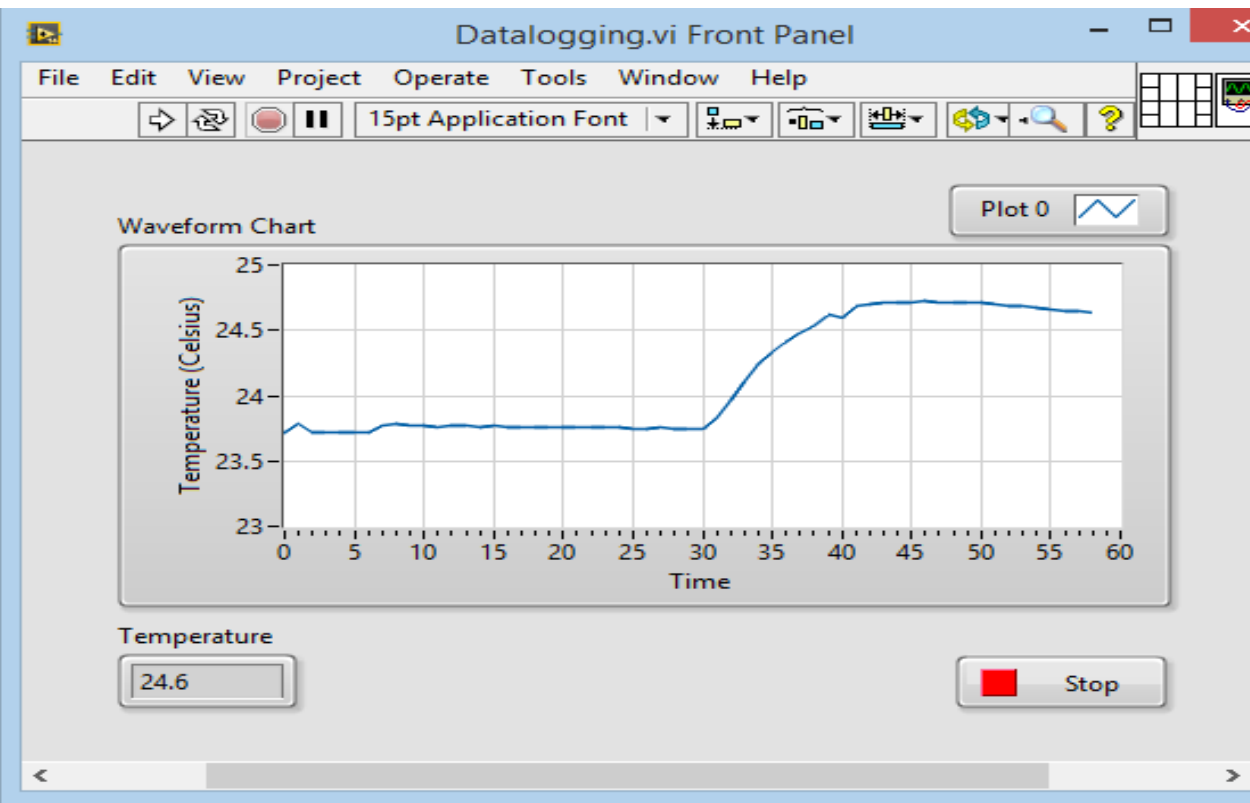 Datalogging.vi Front Panel
File Edit View Project Operate Tools Window Help
15pt Application Font
Plot 0
Waveform Chart
Temperature (Celsius)
25
24.5
24
23.5
23
0 5 10 15 20 25 30 35 40 45 50 55 60
Time
Temperature
24.6
Stop